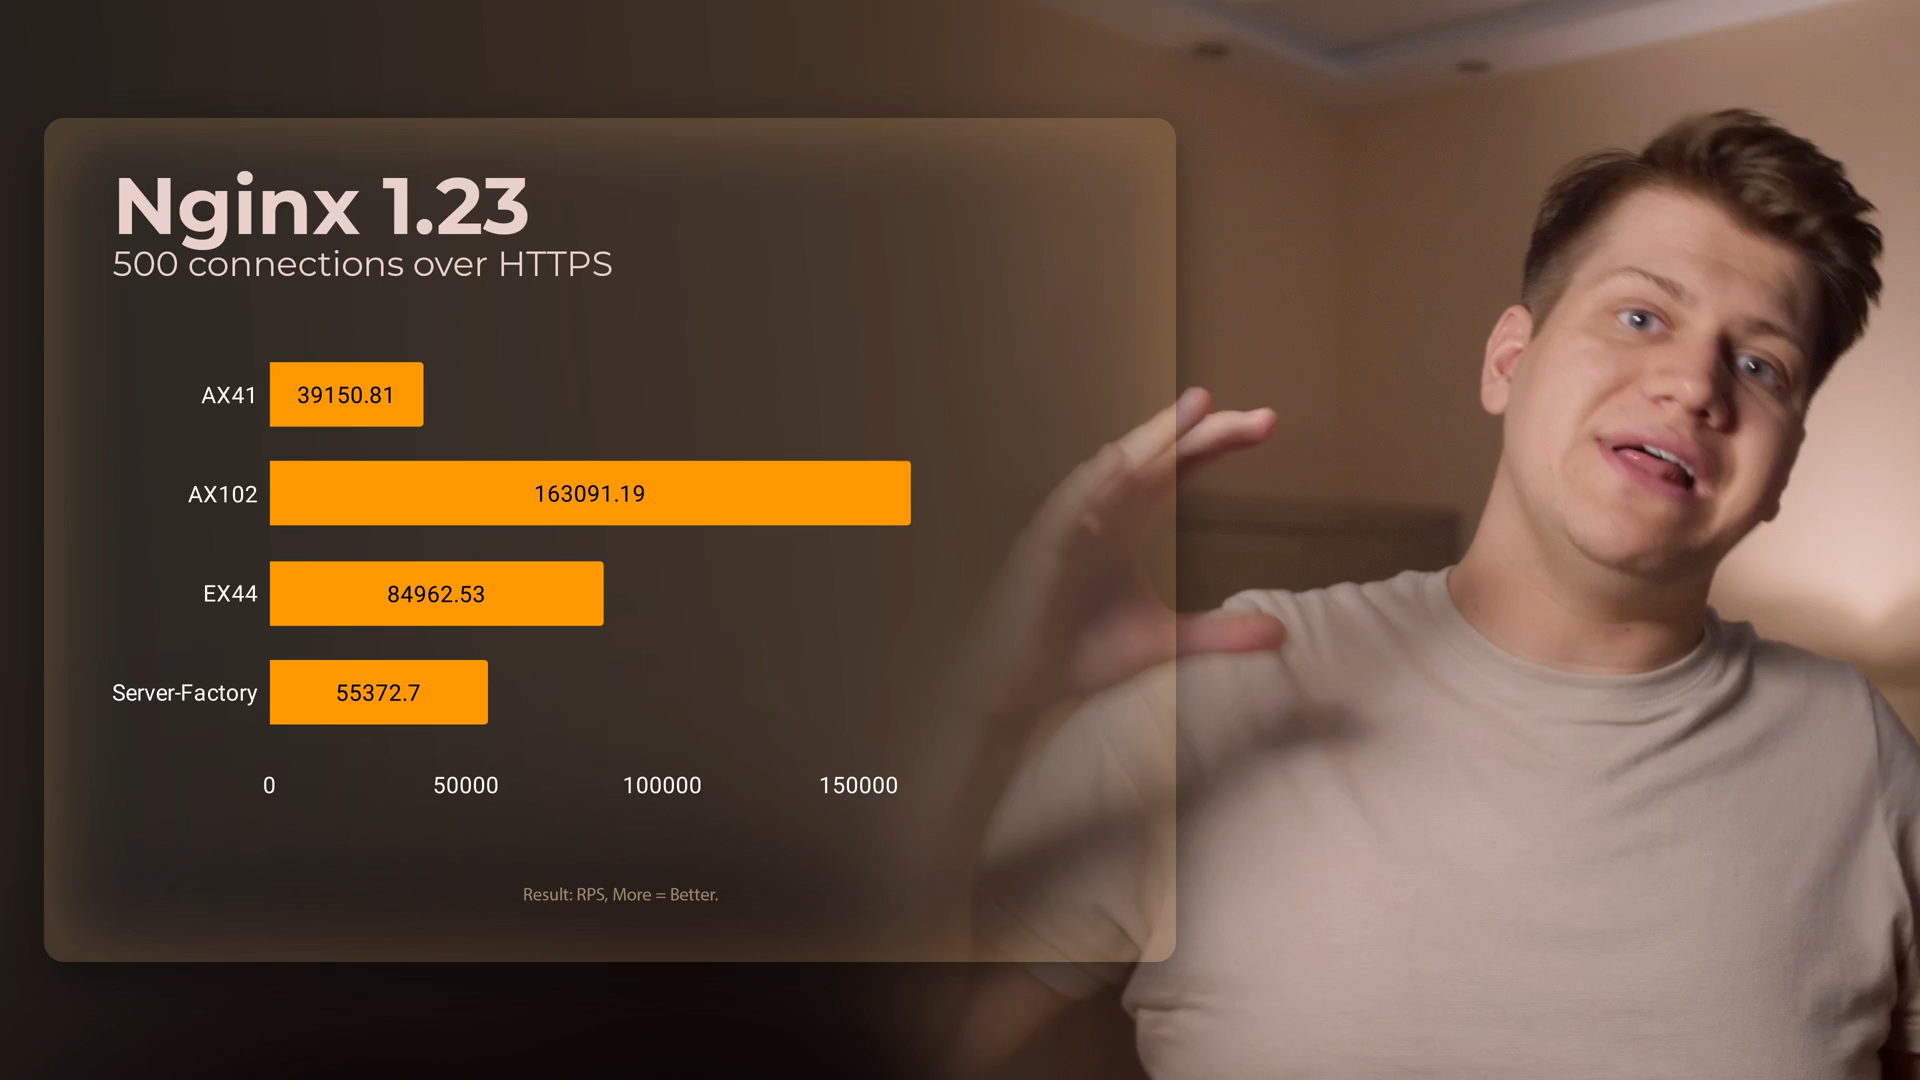 Nginx 1.23
500 connections over HTTPS
AX41 39150.81
AX102 163091.19
EX44 84962.53
Server-Factory 55372.7
0 50000 100000 150000
Result: RPS, More = Better.